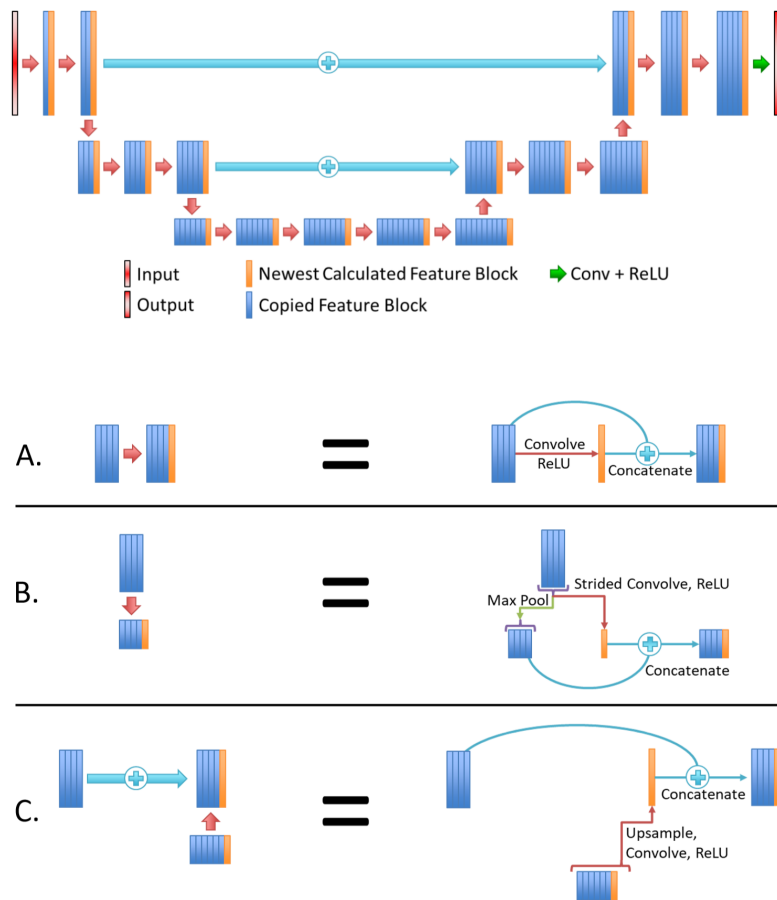 Input
Newest Calculated Feature Block
Conv + ReLU
Output
Copied Feature Block
A.
=
Convolve
ReLU
Concatenate
B.
=
Strided Convolve, ReLU
Max Pool
Concatenate
C.
=
Concatenate
Upsample,
Convolve, ReLU